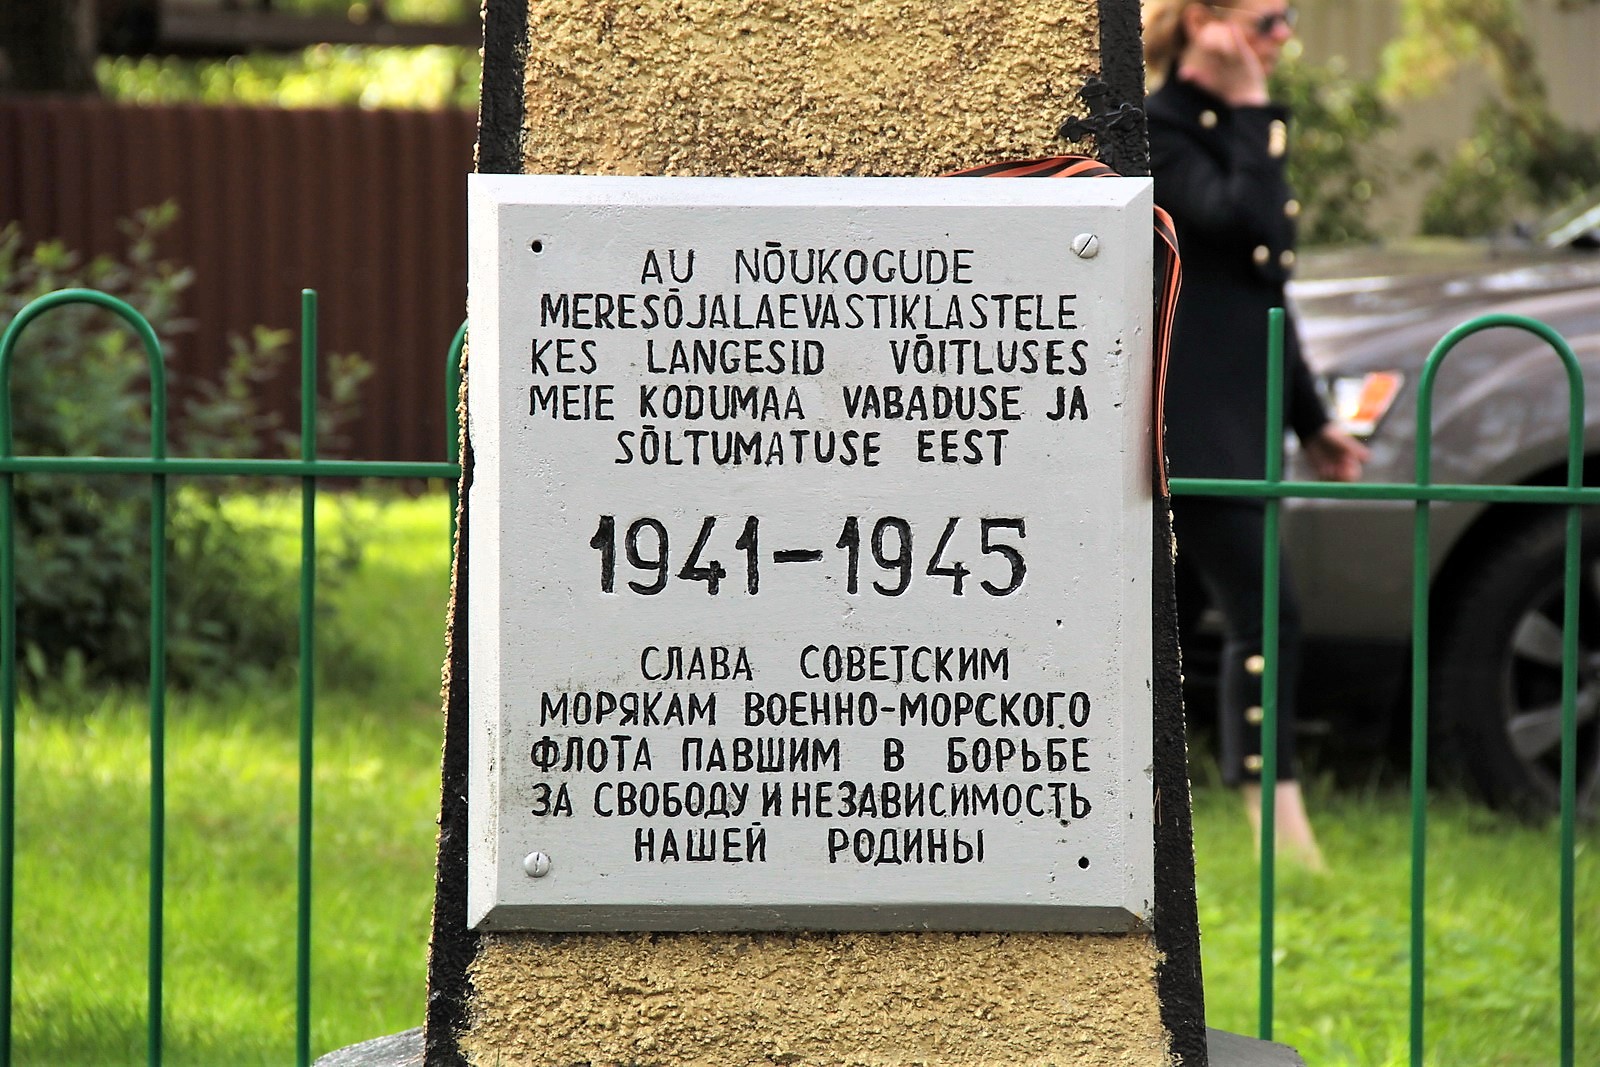 AU NÕUKOGUDE
MERESÕJALAEVASTIKLASTELE
KES LANGESID VÕITLUSES
MEIE KODUMAA VABADUSE JA
SÕLTUMATUSE EEST
1941-1945
СЛАВА СОВЕТСКИМ
МОРЯКАМ ВОЕННО-МОРСКОГО
ФЛОТА ПАВШИМ В БОРЬБЕ
ЗА СВОБОДУ И НЕЗАВИСИМОСТЬ
НАШЕЙ РОДИНЫ